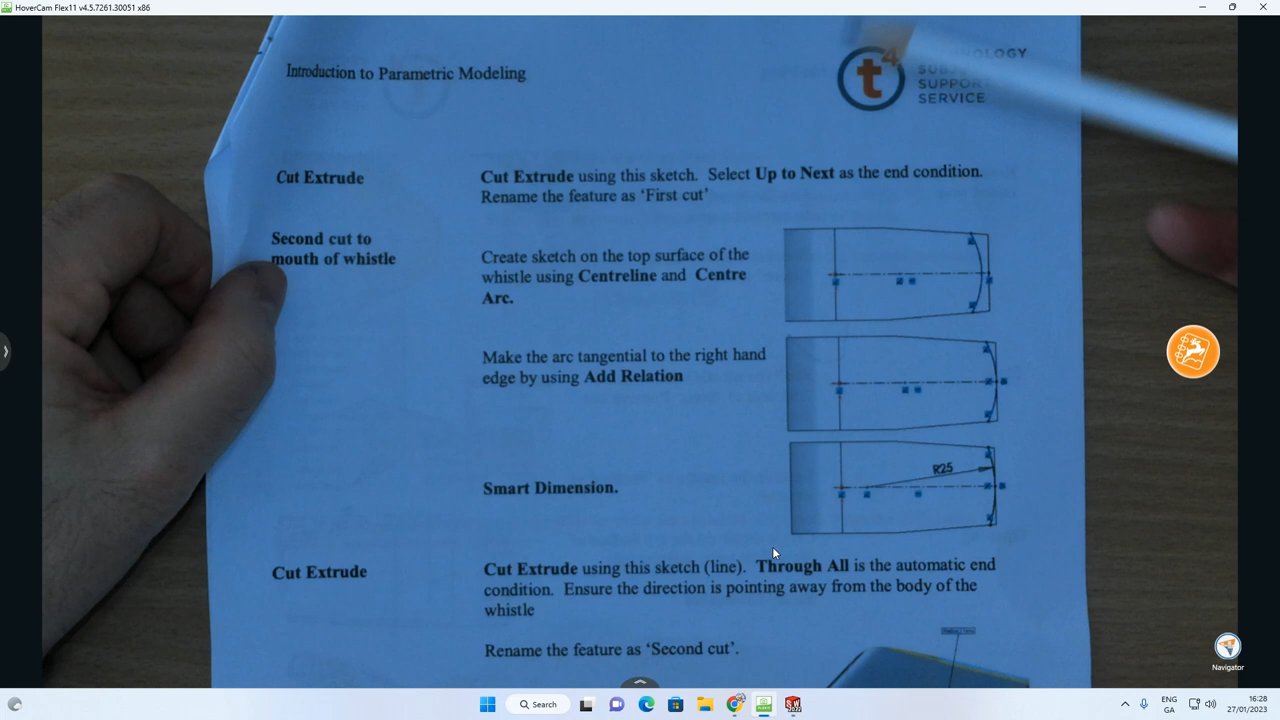 HoverCam Flex11 v4.5.7261.30051 x86
Introduction to Parametric Modeling
t4
SUPPORT
SERVICE
Cut Extrude
Cut Extrude using this sketch. Select Up to Next as the end condition.
Rename the feature as ‘First cut’
Second cut to
mouth of whistle
Create sketch on the top surface of the
whistle using Centreline and Centre
Arc.
Make the arc tangential to the right hand
edge by using Add Relation
Smart Dimension.
R25
Cut Extrude
Cut Extrude using this sketch (line). Through All is the automatic end
condition. Ensure the direction is pointing away from the body of the
whistle
Rename the feature as ‘Second cut’.
Navigator
Search
ENG
GA
16:28
27/01/2023